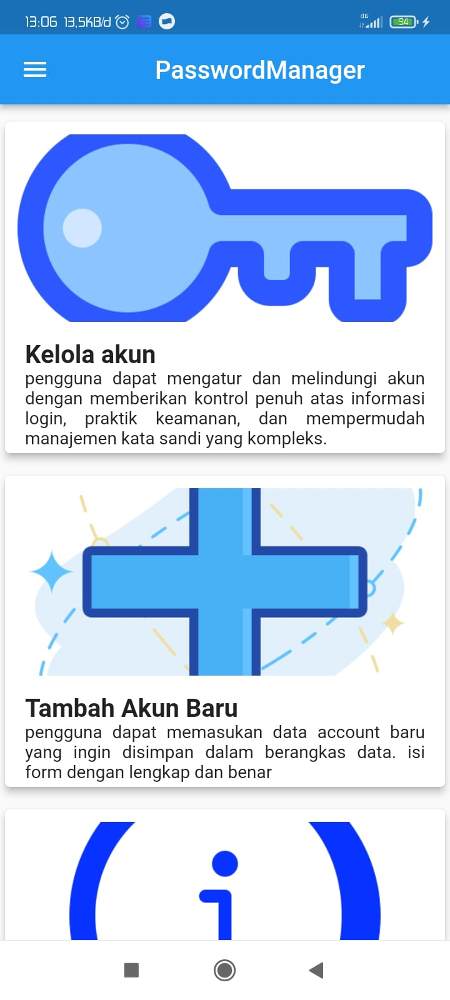 13:06 13,5KB/d
4G
94
PasswordManager
Kelola akun
pengguna dapat mengatur dan melindungi akun
dengan memberikan kontrol penuh atas informasi
login, praktik keamanan, dan mempermudah
manajemen kata sandi yang kompleks.
Tambah Akun Baru
pengguna dapat memasukan data account baru
yang ingin disimpan dalam berangkas data. isi
form dengan lengkap dan benar